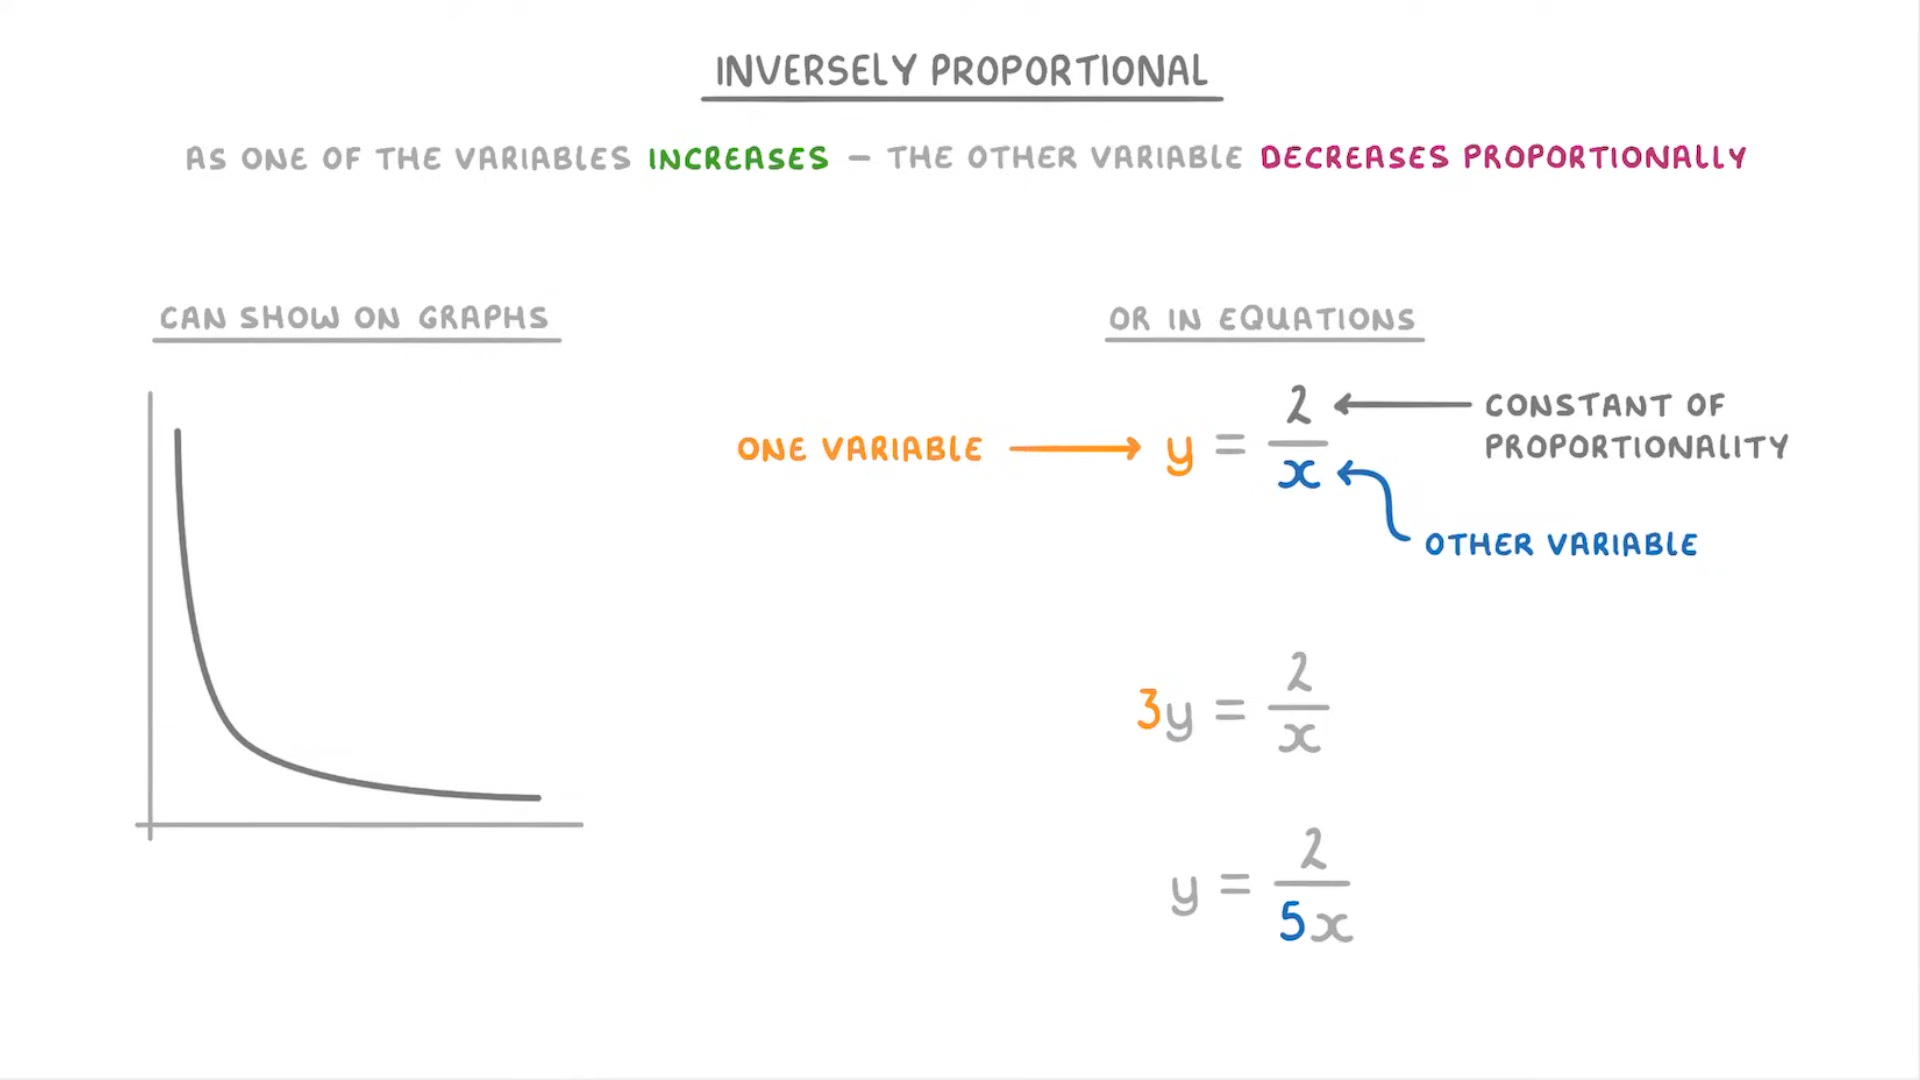 INVERSELY PROPORTIONAL
AS ONE OF THE VARIABLES INCREASES – THE OTHER VARIABLE DECREASES PROPORTIONALLY
CAN SHOW ON GRAPHS
OR IN EQUATIONS
ONE VARIABLE
y = 2/x
CONSTANT OF
PROPORTIONALITY
OTHER VARIABLE
3y = 2/x
y = 2/5x